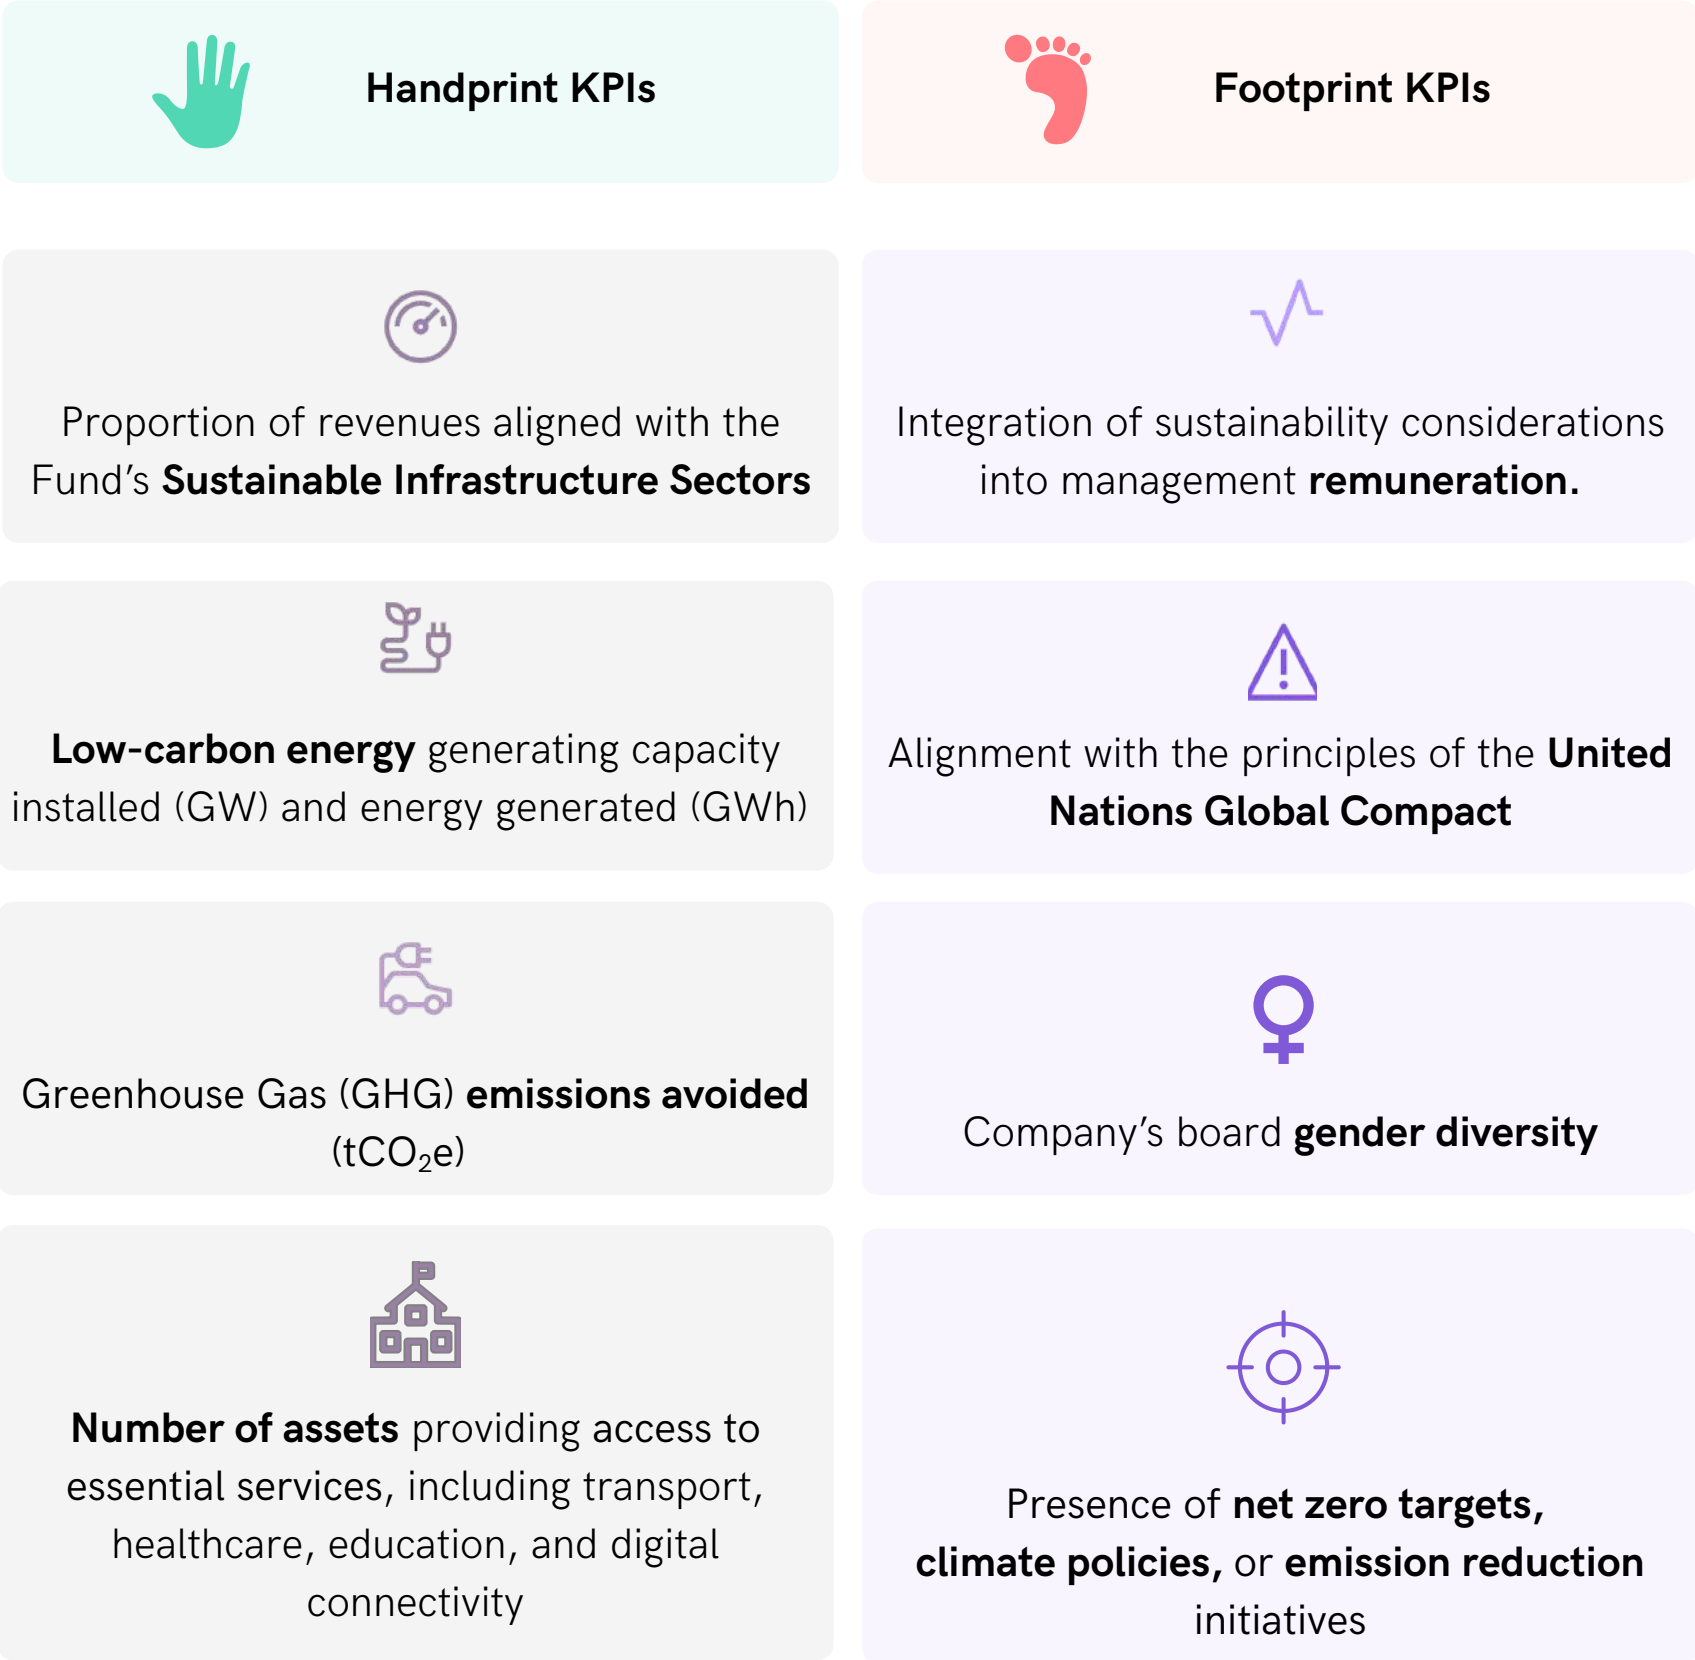 Handprint KPIs
Footprint KPIs
Proportion of revenues aligned with the
Fund’s Sustainable Infrastructure Sectors
Integration of sustainability considerations
into management remuneration.
Low-carbon energy generating capacity
installed (GW) and energy generated (GWh)
Alignment with the principles of the United
Nations Global Compact
Greenhouse Gas (GHG) emissions avoided
(tCO₂e)
Company’s board gender diversity
Number of assets providing access to
essential services, including transport,
healthcare, education, and digital
connectivity
Presence of net zero targets,
climate policies, or emission reduction
initiatives